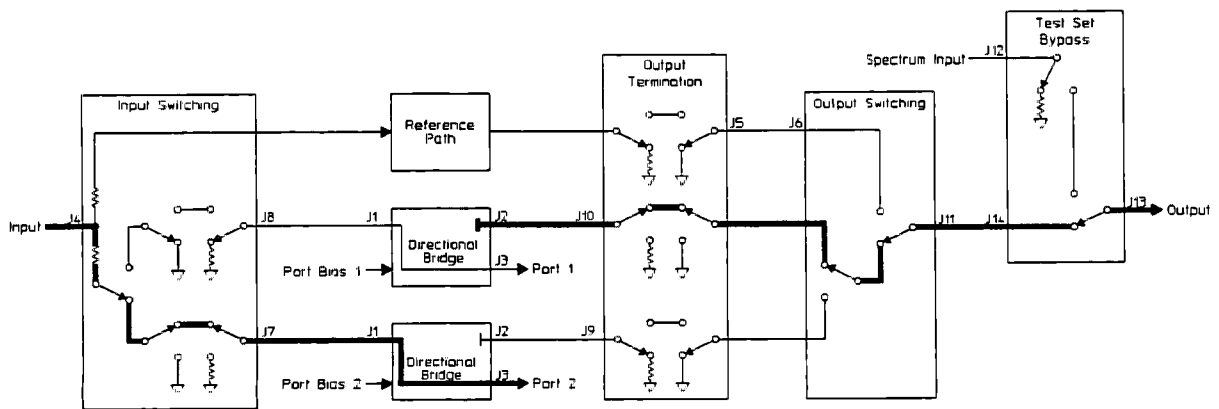 Test Set
Bypass
J12
Spectrum Input
Output
Termination
Input Switching
Output Switching
Reference
Path
J5
J6
J4
Input
J8
J1
J2
J10
J11
J14
J13
Output
Directional
Bridge
J3
Port Bias 1
Port 1
J7
J1
J2
J9
Directional
Bridge
J3
Port Bias 2
Port 2